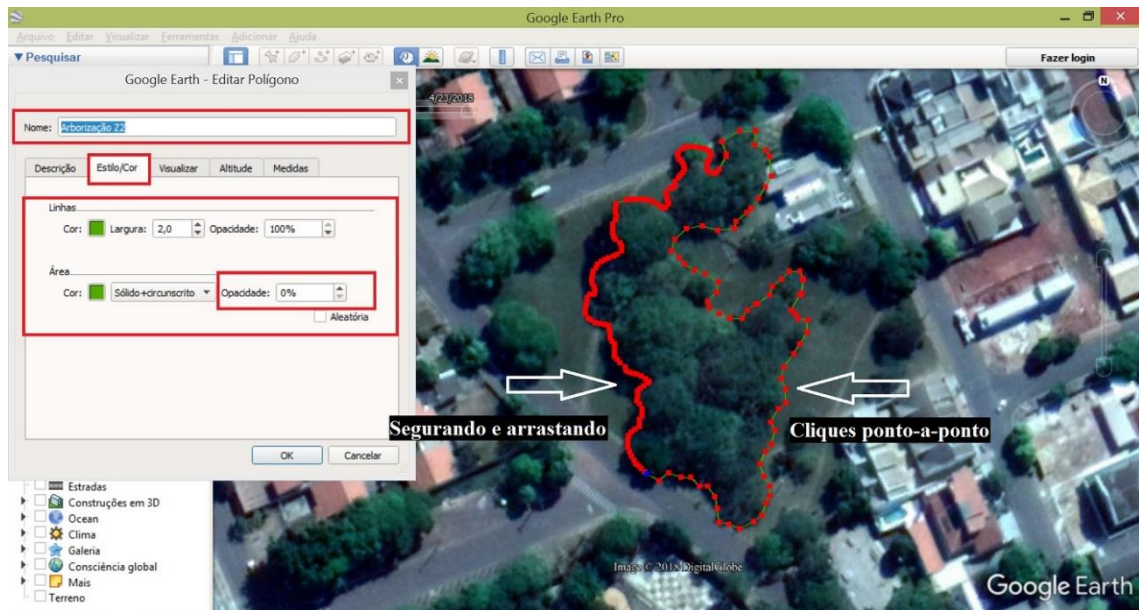 Google Earth Pro
Arquivo Editar Visualizar Ferramentas Adicionar Ajuda
Pesquisar
Fazer login
Google Earth - Editar Polígono
Nome: Arborização Z2
Descrição Estilo/Cor Visualizar Altitude Medidas
Linhas
Cor: Largura: 2,0 Opacidade: 100%
Área
Cor: Sólido+circunscrito Opacidade: 0%
Aleatória
OK Cancelar
4/23/2018
N
Segurando e arrastando
Cliques ponto-a-ponto
Estradas
Construções em 3D
Ocean
Clima
Galeria
Consciência global
Mais
Terreno
Image © 2018 DigitalGlobe
Google Earth